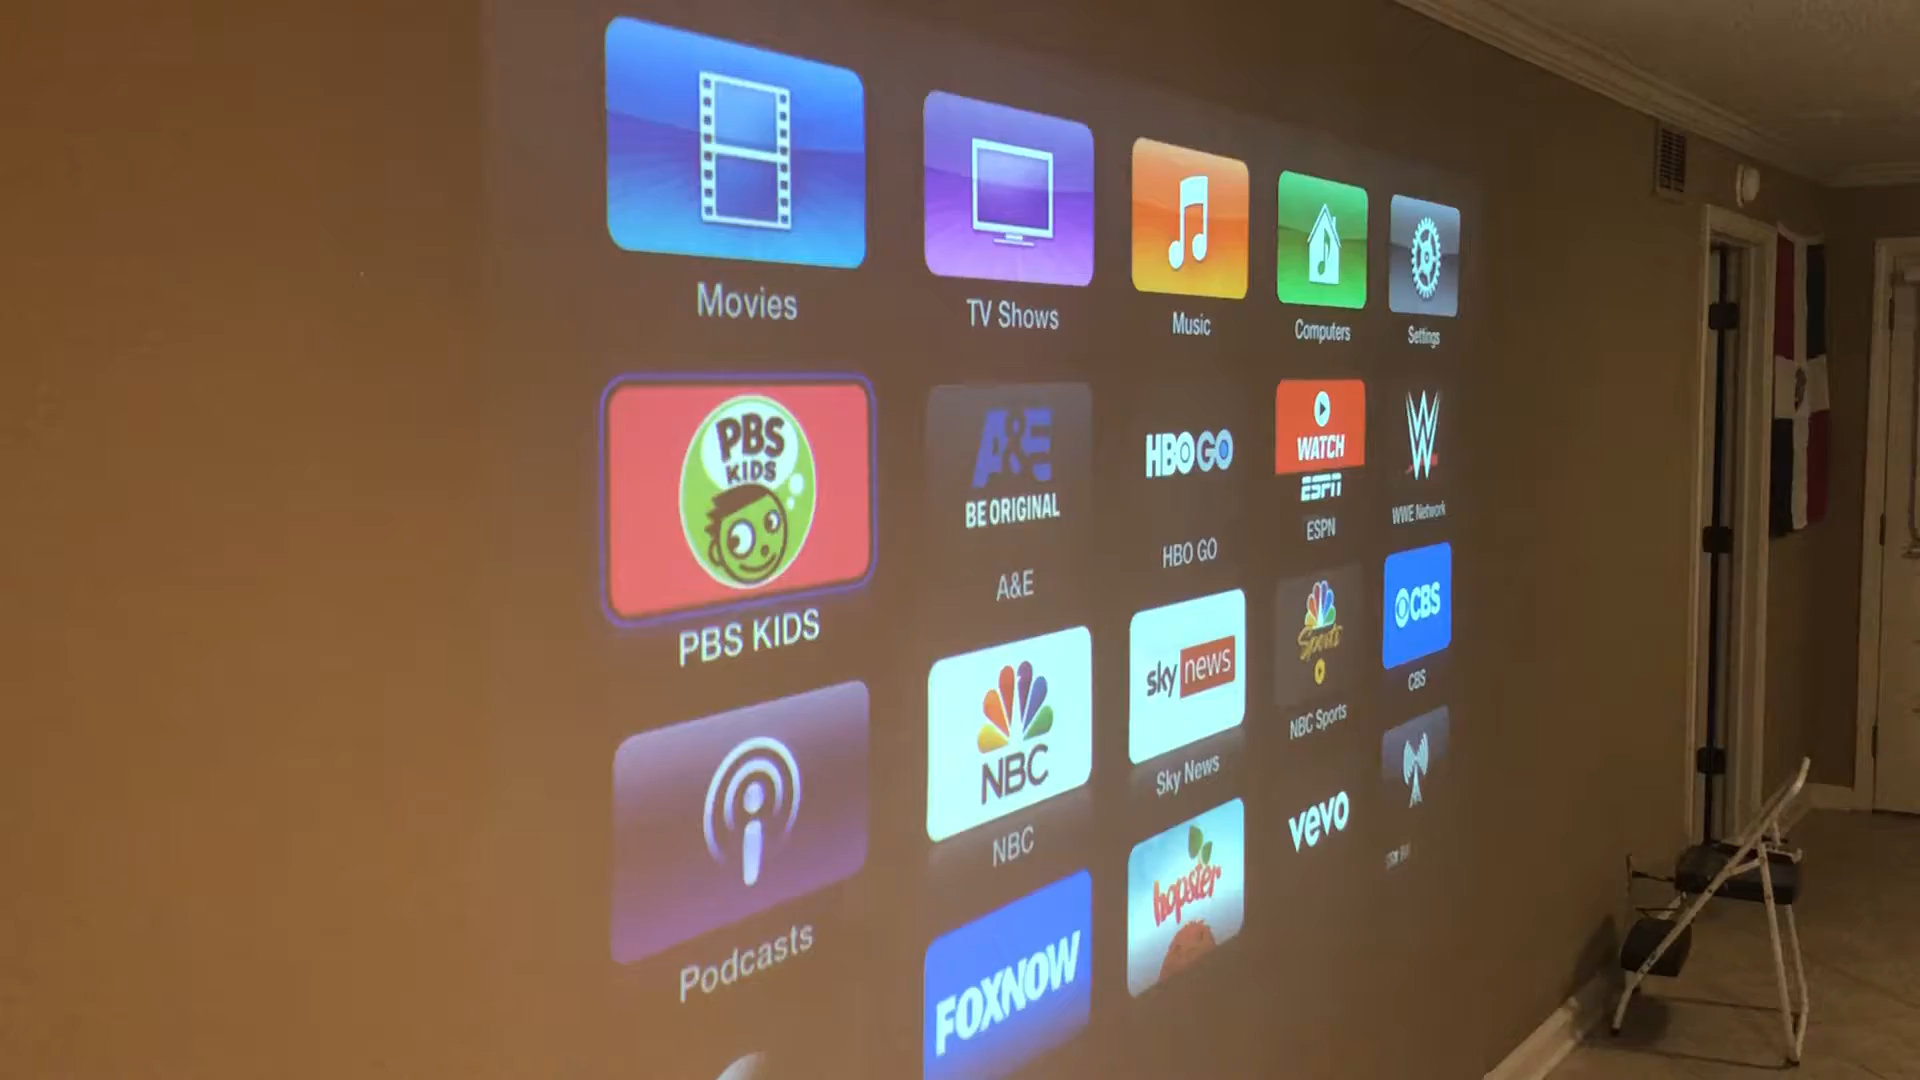 Movies
TV Shows
Music
Computers
Settings
PBS
KIDS
PBS KIDS
A&E
BE ORIGINAL
A&E
HBO GO
HBO GO
WATCH
ESPN
ESPN
W
WWE Network
Podcasts
NBC
NBC
sky news
Sky News
Sports
NBC Sports
CBS
CBS
FOXNOW
hopster
vevo